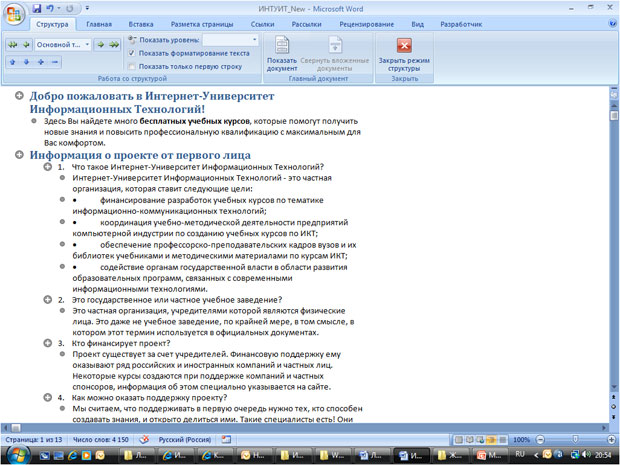 ИНТУИТ_New - Microsoft Word
Структура Главная Вставка Разметка страницы Ссылки Рассылки Рецензирование Вид Разработчик
Основной т...
Показать уровень:
Показать форматирование текста
Показать только первую строку
Работа со структурой
Показать документ
Свернуть вложенные документы
Главный документ
Закрыть режим структуры
Закрыть
Добро пожаловать в Интернет-Университет
Информационных Технологий!
Здесь Вы найдете много бесплатных учебных курсов, которые помогут получить
новые знания и повысить профессиональную квалификацию с максимальным для
Вас комфортом.
Информация о проекте от первого лица
1. Что такое Интернет-Университет Информационных Технологий?
Интернет-Университет Информационных Технологий - это частная
организация, которая ставит следующие цели:
• финансирование разработок учебных курсов по тематике
информационно-коммуникационных технологий;
• координация учебно-методической деятельности предприятий
компьютерной индустрии по созданию учебных курсов по ИКТ;
• обеспечение профессорско-преподавательских кадров вузов и их
библиотек учебниками и методическими материалами по курсам ИКТ;
• содействие органам государственной власти в области развития
образовательных программ, связанных с современными
информационными технологиями.
2. Это государственное или частное учебное заведение?
Это частная организация, учредителями которой являются физические
лица. Это даже не учебное заведение, по крайней мере, в том смысле, в
котором этот термин используется в официальных документах.
3. Кто финансирует проект?
Проект существует за счет учредителей. Финансовую поддержку ему
оказывают ряд российских и иностранных компаний и частных лиц.
Некоторые курсы создаются при поддержке компаний и частных
спонсоров, информация об этом специально указывается на сайте.
4. Как можно оказать поддержку проекту?
Мы считаем, что поддерживать в первую очередь нужно тех, кто способен
создавать знания, и открыто делиться ими. Такие специалисты есть! Они
Страница: 1 из 13 Число слов: 4 150 Русский (Россия) 100%
RU 20:54